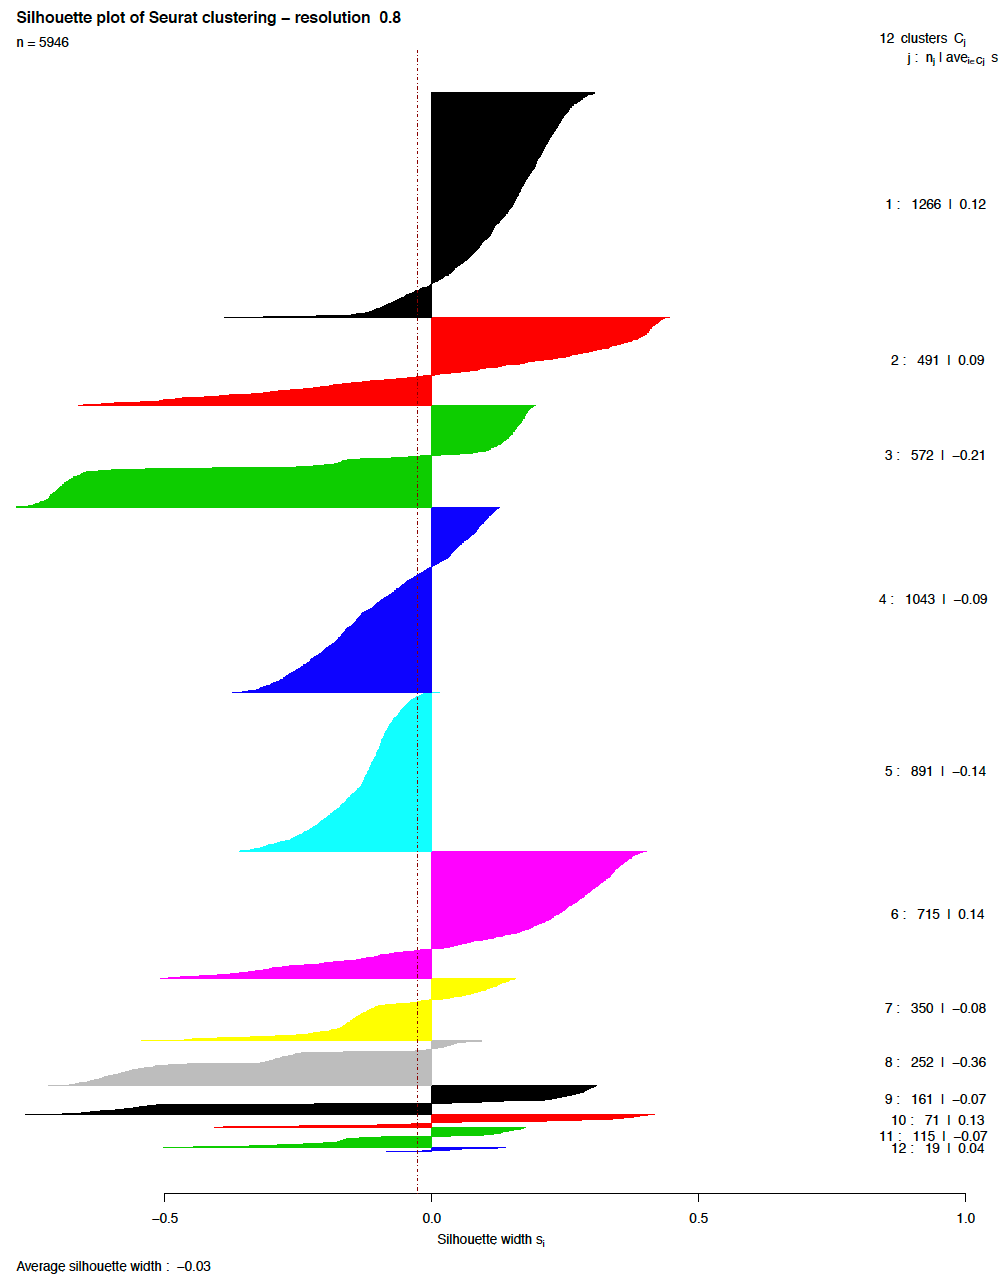 Silhouette plot of Seurat clustering − resolution 0.8
n = 5946
12 clusters Cj
j : nj | avei∈Cj s
1 : 1266 | 0.12
2 : 491 | 0.09
3 : 572 | −0.21
4 : 1043 | −0.09
5 : 891 | −0.14
6 : 715 | 0.14
7 : 350 | −0.08
8 : 252 | −0.36
9 : 161 | −0.07
10 : 71 | 0.13
11 : 115 | −0.07
12 : 19 | 0.04
−0.5 0.0 0.5 1.0
Silhouette width si
Average silhouette width : −0.03